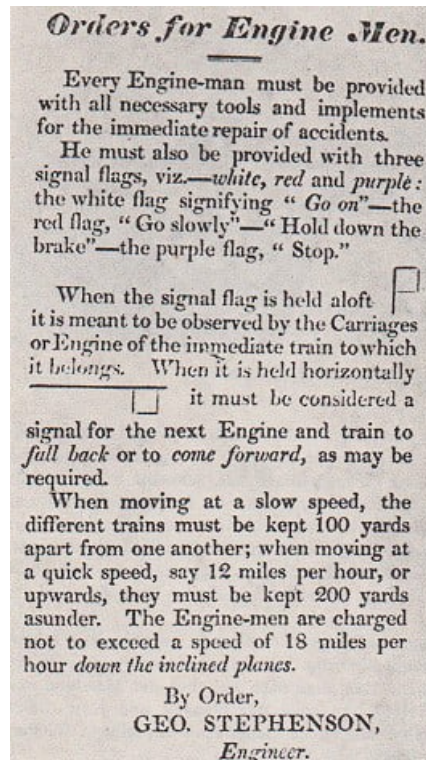 Orders for Engine Men.
Every Engine-man must be provided
with all necessary tools and implements
for the immediate repair of accidents.
He must also be provided with three
signal flags, viz.—white, red and purple:
the white flag signifying “ Go on”—the
red flag, “ Go slowly”—“ Hold down the
brake”—the purple flag, “ Stop.”
When the signal flag is held aloft
it is meant to be observed by the Carriages
or Engine of the immediate train to which
it belongs. When it is held horizontally
it must be considered a
signal for the next Engine and train to
fall back or to come forward, as may be
required.
When moving at a slow speed, the
different trains must be kept 100 yards
apart from one another; when moving at
a quick speed, say 12 miles per hour, or
upwards, they must be kept 200 yards
asunder. The Engine-men are charged
not to exceed a speed of 18 miles per
hour down the inclined planes.
By Order,
GEO. STEPHENSON,
Engineer.